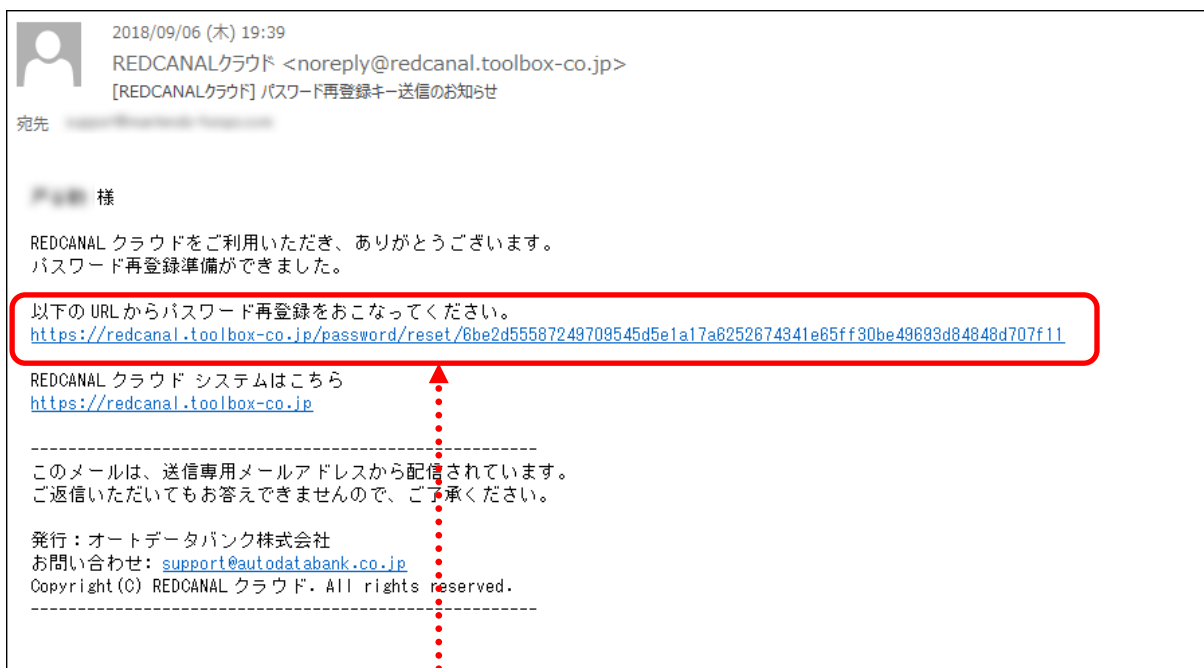 2018/09/06 (木) 19:39
REDCANALクラウド <noreply@redcanal.toolbox-co.jp>
[REDCANALクラウド] パスワード再登録キー送信のお知らせ
宛先
様
REDCANAL クラウドをご利用いただき、ありがとうございます。
パスワード再登録準備ができました。
以下の URL からパスワード再登録をおこなってください。
https://redcanal.toolbox-co.jp/password/reset/6be2d55587249709545d5e1a17a6252674341e65ff30be49693d84848d707f11
REDCANAL クラウド システムはこちら
https://redcanal.toolbox-co.jp
------------------------------------------------------
このメールは、送信専用メールアドレスから配信されています。
ご返信いただいてもお答えできませんので、ご了承ください。
発行：オートデータバンク株式会社
お問い合わせ: support@autodatabank.co.jp
Copyright(C) REDCANAL クラウド. All rights reserved.
------------------------------------------------------